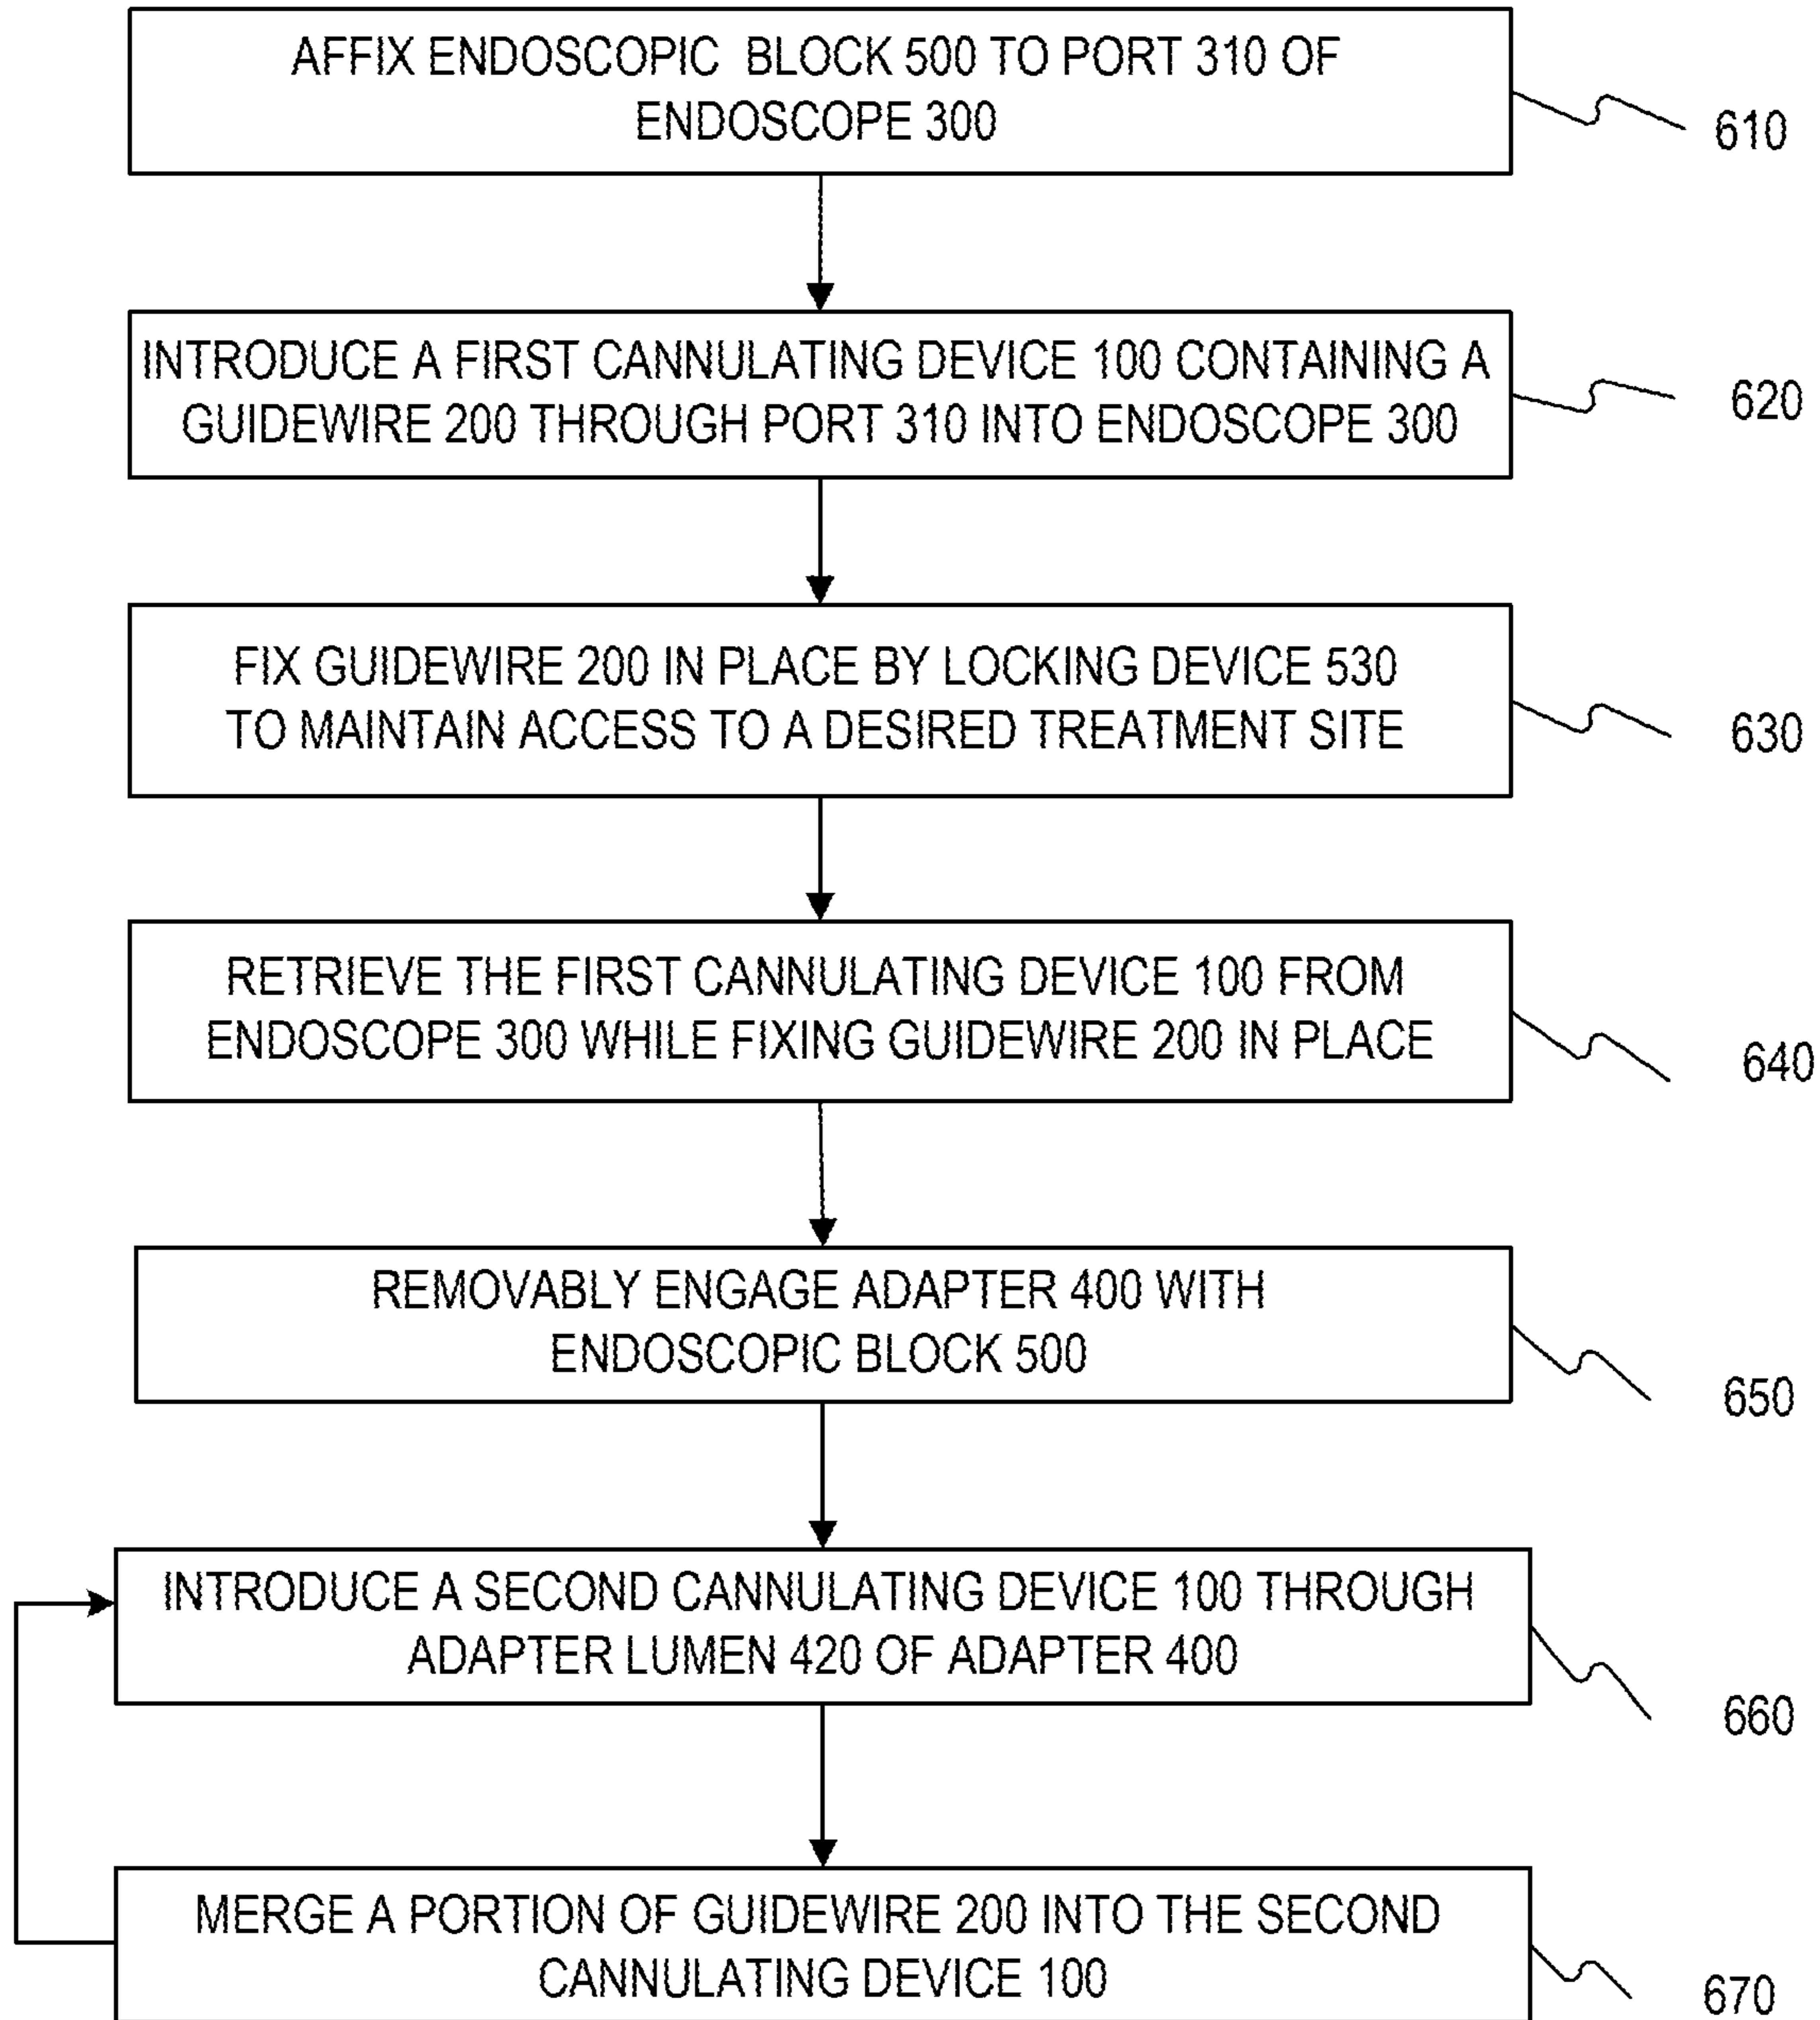 AFFIX ENDOSCOPIC BLOCK 500 TO PORT 310 OF
ENDOSCOPE 300
610
INTRODUCE A FIRST CANNULATING DEVICE 100 CONTAINING A
GUIDEWIRE 200 THROUGH PORT 310 INTO ENDOSCOPE 300
620
FIX GUIDEWIRE 200 IN PLACE BY LOCKING DEVICE 530
TO MAINTAIN ACCESS TO A DESIRED TREATMENT SITE
630
RETRIEVE THE FIRST CANNULATING DEVICE 100 FROM
ENDOSCOPE 300 WHILE FIXING GUIDEWIRE 200 IN PLACE
640
REMOVABLY ENGAGE ADAPTER 400 WITH
ENDOSCOPIC BLOCK 500
650
INTRODUCE A SECOND CANNULATING DEVICE 100 THROUGH
ADAPTER LUMEN 420 OF ADAPTER 400
660
MERGE A PORTION OF GUIDEWIRE 200 INTO THE SECOND
CANNULATING DEVICE 100
670